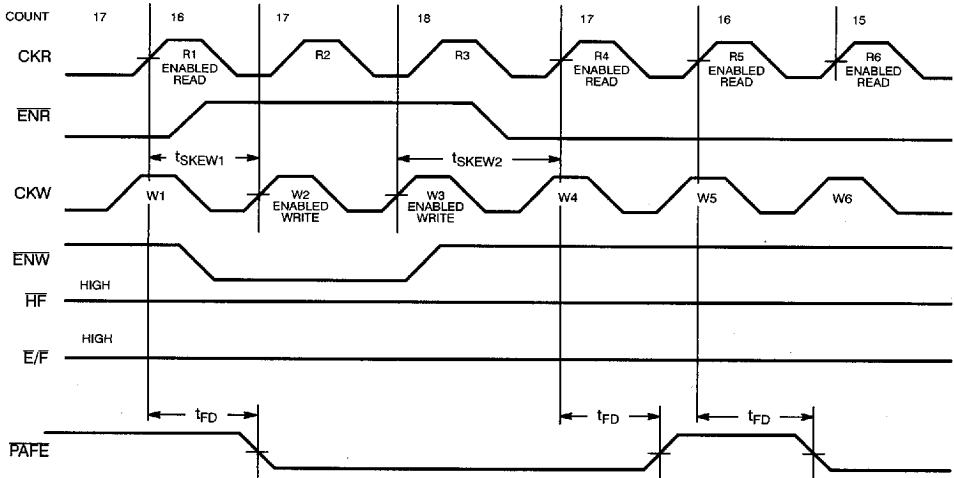 COUNT 17 16 17 18 17 16 15
CKR R1 ENABLED READ R2 R3 R4 ENABLED READ R5 ENABLED READ R6 ENABLED READ
ENR
tSKEW1 tSKEW2
CKW W1 W2 ENABLED WRITE W3 ENABLED WRITE W4 W5 W6
ENW
HIGH
HF
HIGH
E/F
tFD tFD tFD
PAFE